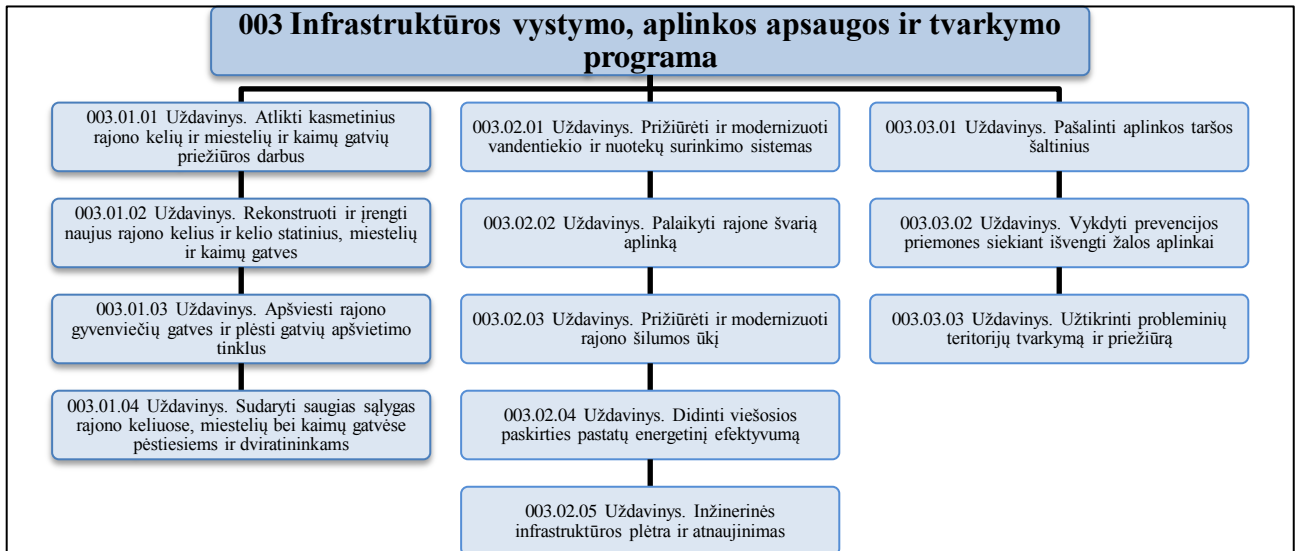 003 Infrastruktūros vystymo, aplinkos apsaugos ir tvarkymo
programa
003.01.01 Uždavinys. Atlikti kasmetinius
rajono kelių ir miestelių ir kaimų gatvių
priežiūros darbus
003.01.02 Uždavinys. Rekonstruoti ir įrengti
naujus rajono kelius ir kelio statinius, miestelių
ir kaimų gatves
003.01.03 Uždavinys. Apšviesti rajono
gyvenviečių gatves ir plėsti gatvių apšvietimo
tinklus
003.01.04 Uždavinys. Sudaryti saugias sąlygas
rajono keliuose, miestelių bei kaimų gatvėse
pėstiesiems ir dviratininkams
003.02.01 Uždavinys. Prižiūrėti ir modernizuoti
vandentiekio ir nuotekų surinkimo sistemas
003.02.02 Uždavinys. Palaikyti rajone švarią
aplinką
003.02.03 Uždavinys. Prižiūrėti ir modernizuoti
rajono šilumos ūkį
003.02.04 Uždavinys. Didinti viešosios
paskirties pastatų energetinį efektyvumą
003.02.05 Uždavinys. Inžinerinės
infrastruktūros plėtra ir atnaujinimas
003.03.01 Uždavinys. Pašalinti aplinkos taršos
šaltinius
003.03.02 Uždavinys. Vykdyti prevencijos
priemones siekiant išvengti žalos aplinkai
003.03.03 Uždavinys. Užtikrinti probleminių
teritorijų tvarkymą ir priežiūrą